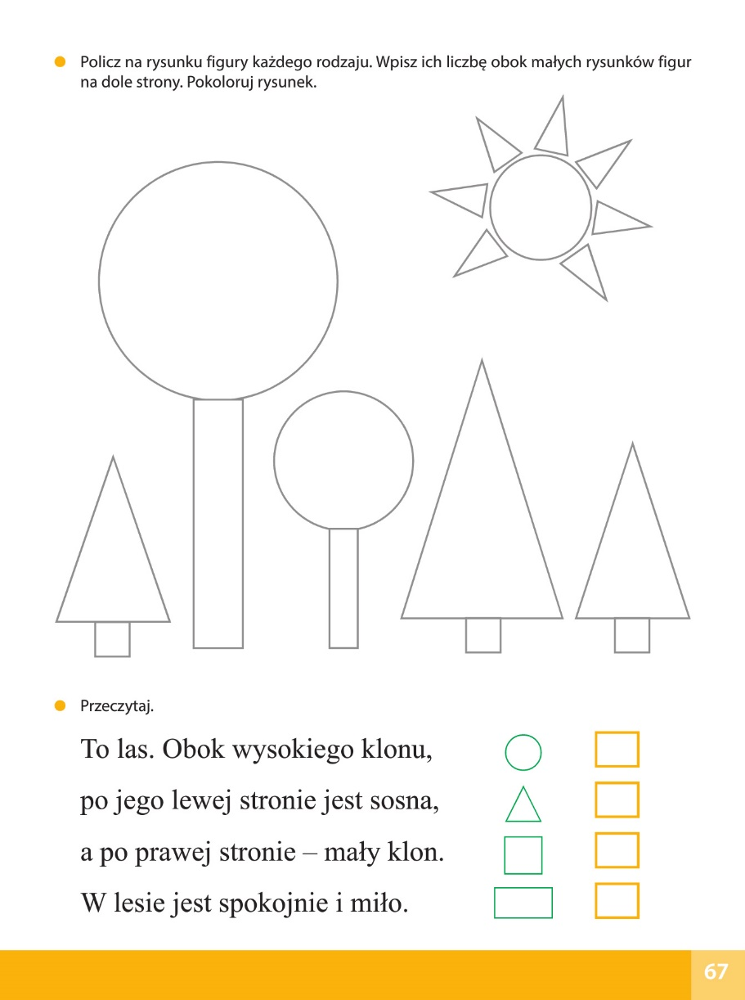 Policz na rysunku figury każdego rodzaju. Wpisz ich liczbę obok małych rysunków figur
na dole strony. Pokoloruj rysunek.
Przeczytaj.
To las. Obok wysokiego klonu,
po jego lewej stronie jest sosna,
a po prawej stronie – mały klon.
W lesie jest spokojnie i miło.
67